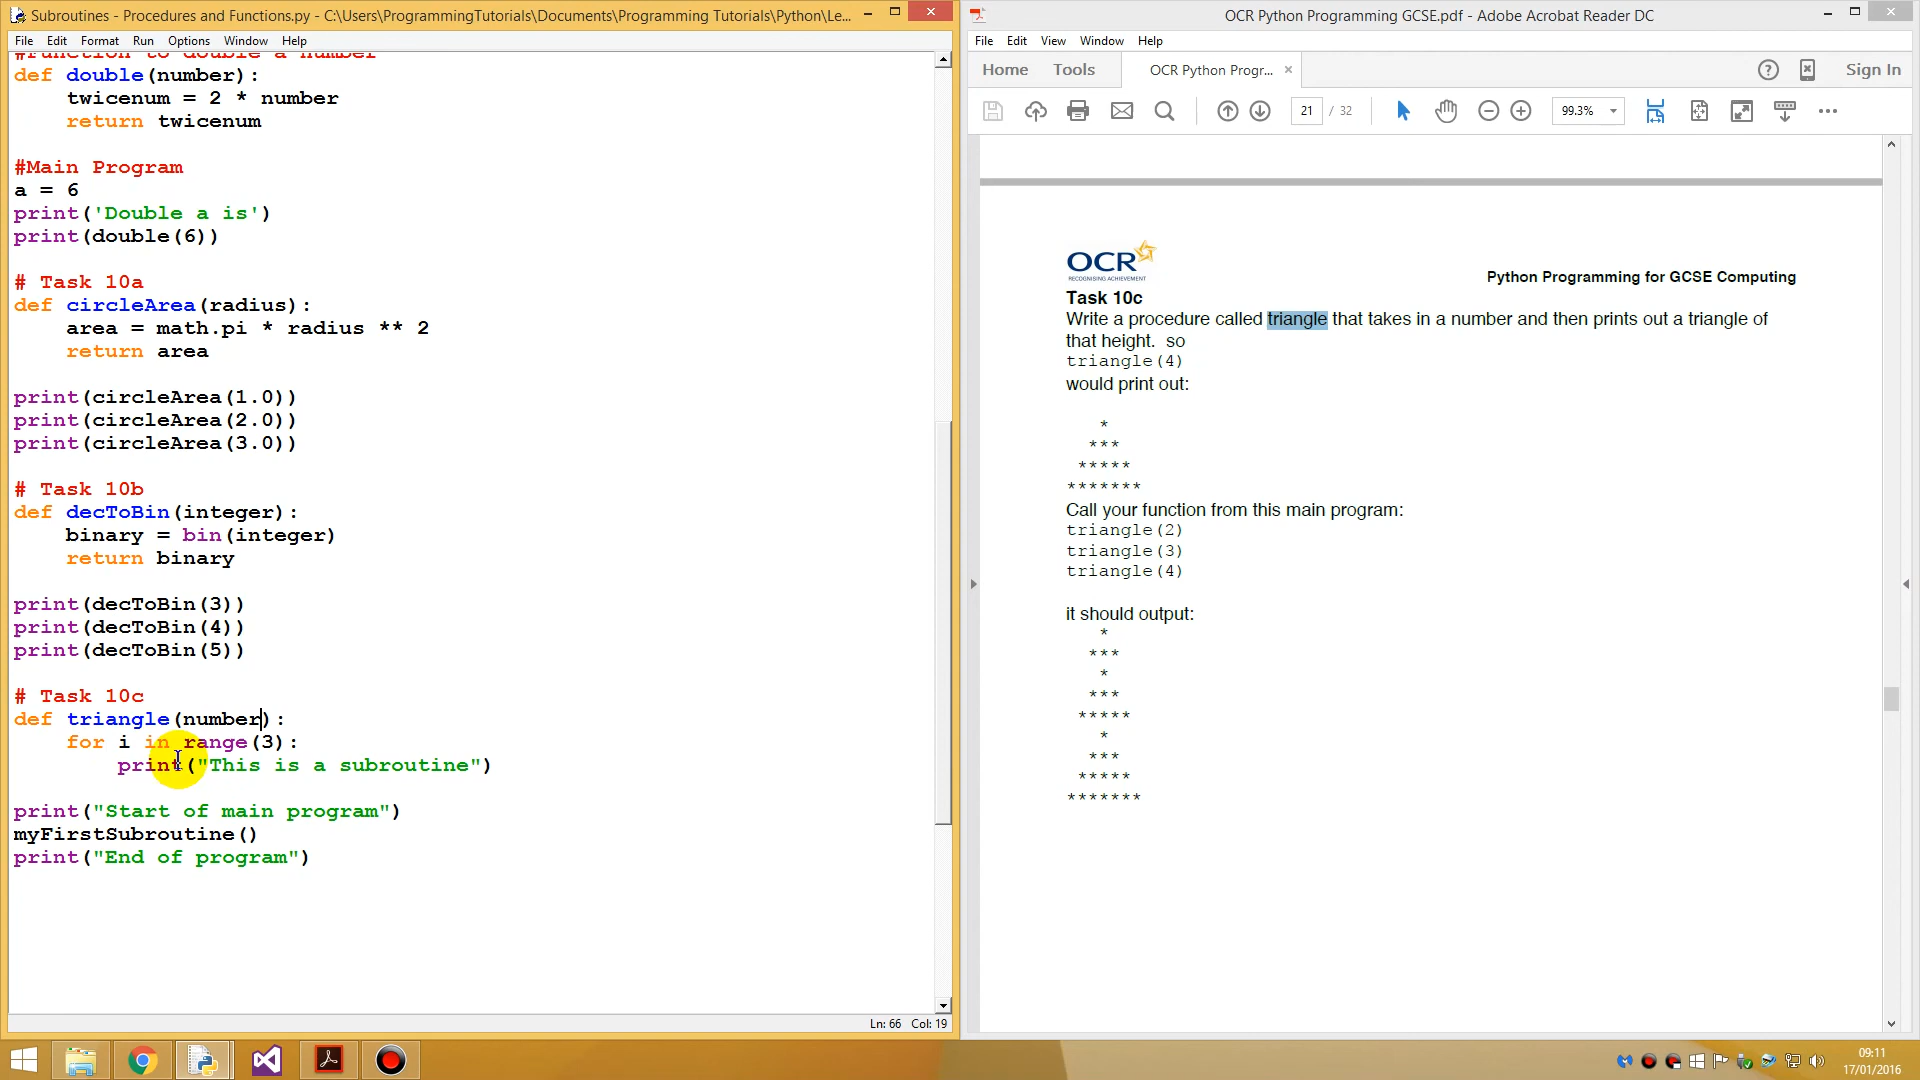 Subroutines - Procedures and Functions.py - C:\Users\ProgrammingTutorials\Documents\Programming Tutorials\Python\Le...
File Edit Format Run Options Window Help
#Function to double a number
def double(number):
    twicenum = 2 * number
    return twicenum
#Main Program
a = 6
print('Double a is')
print(double(6))
# Task 10a
def circleArea(radius):
    area = math.pi * radius ** 2
    return area
print(circleArea(1.0))
print(circleArea(2.0))
print(circleArea(3.0))
# Task 10b
def decToBin(integer):
    binary = bin(integer)
    return binary
print(decToBin(3))
print(decToBin(4))
print(decToBin(5))
# Task 10c
def triangle(number):
    for i in range(3):
        print("This is a subroutine")
print("Start of main program")
myFirstSubroutine()
print("End of program")
Ln: 66 Col: 19
OCR Python Programming GCSE.pdf - Adobe Acrobat Reader DC
File Edit View Window Help
Home Tools OCR Python Progr... × Sign In
21 / 32 99.3%
OCR
RECOGNISING ACHIEVEMENT
Python Programming for GCSE Computing
Task 10c
Write a procedure called triangle that takes in a number and then prints out a triangle of
that height. so
triangle(4)
would print out:
*
***
*****
*******
Call your function from this main program:
triangle(2)
triangle(3)
triangle(4)
it should output:
*
***
*
***
*****
*
***
*****
*******
09:11
17/01/2016